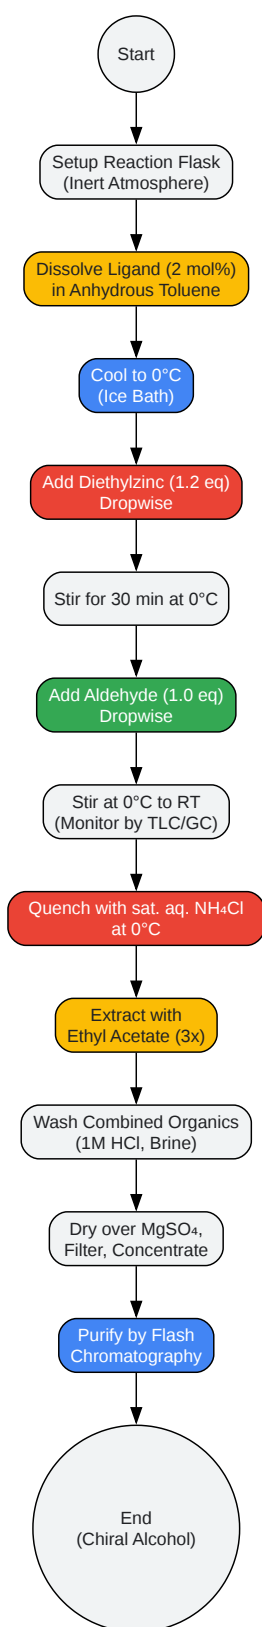 Start
Setup Reaction Flask
(Inert Atmosphere)
Dissolve Ligand (2 mol%)
in Anhydrous Toluene
Cool to 0°C
(Ice Bath)
Add Diethylzinc (1.2 eq)
Dropwise
Stir for 30 min at 0°C
Add Aldehyde (1.0 eq)
Dropwise
Stir at 0°C to RT
(Monitor by TLC/GC)
Quench with sat. aq. NH₄Cl
at 0°C
Extract with
Ethyl Acetate (3x)
Wash Combined Organics
(1M HCl, Brine)
Dry over MgSO₄,
Filter, Concentrate
Purify by Flash
Chromatography
End
(Chiral Alcohol)